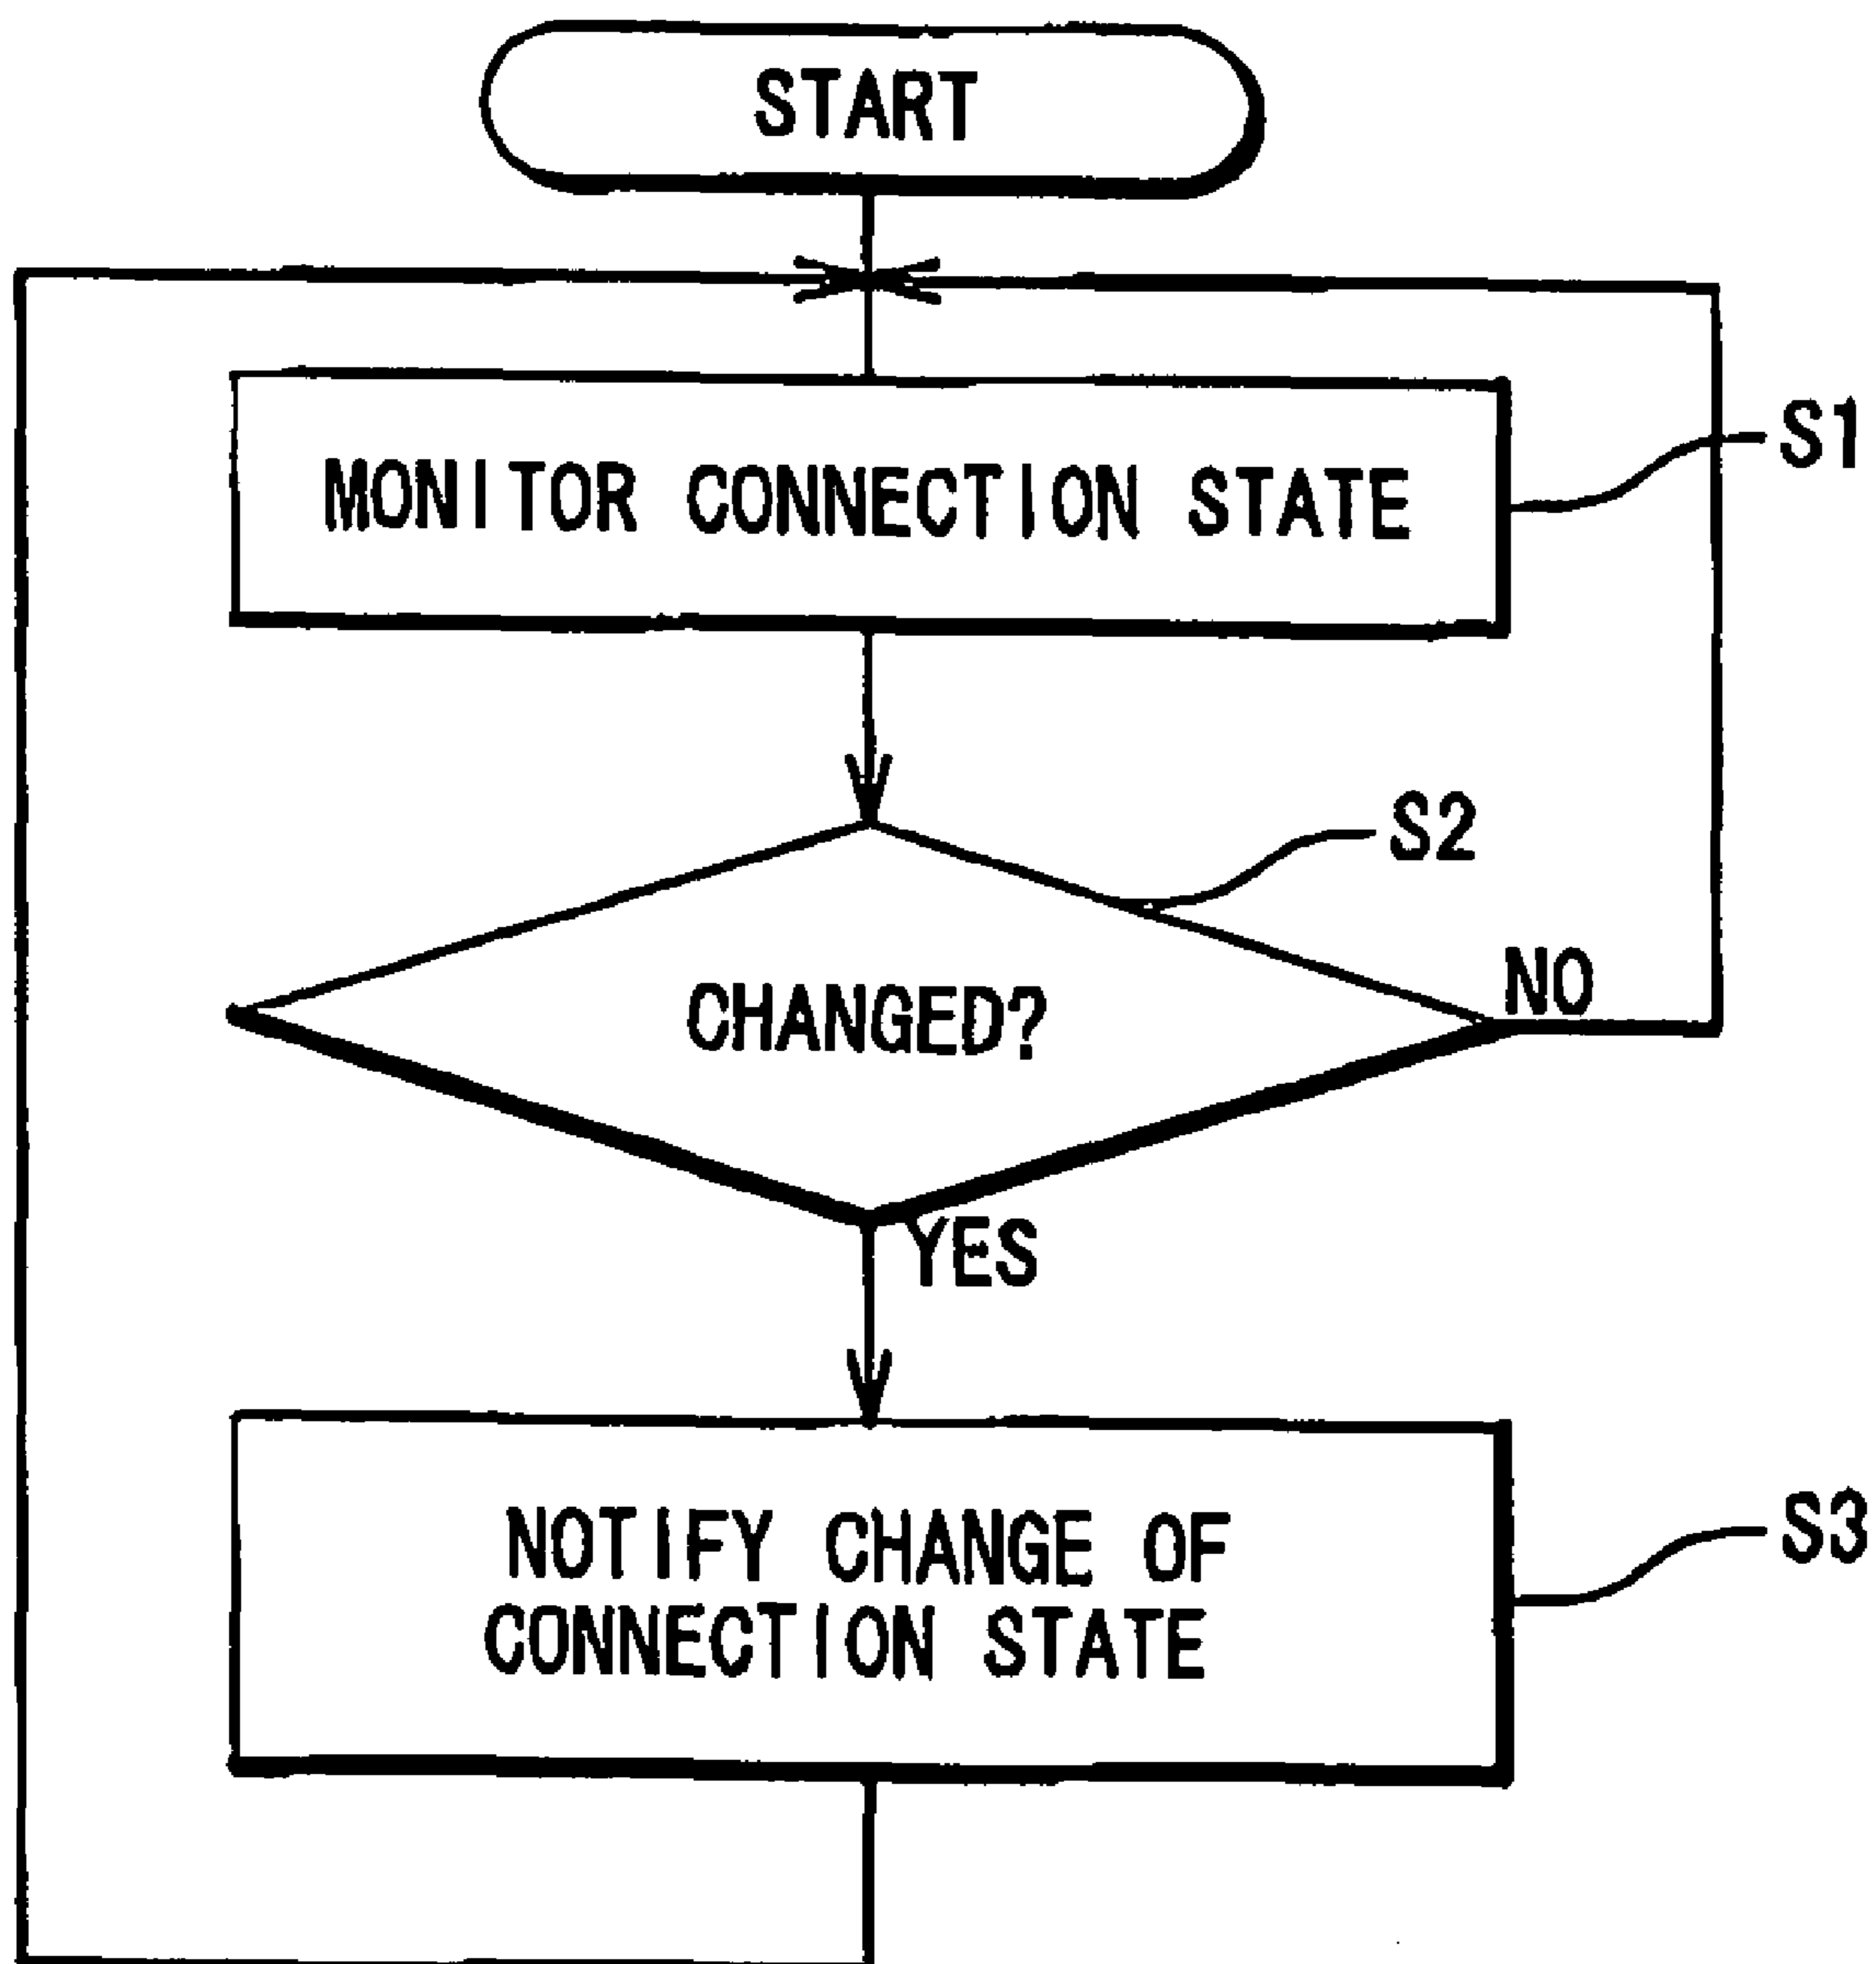 START
MONITOR CONNECTION STATE
S1
S2
CHANGED?
NO
YES
NOTIFY CHANGE OF
CONNECTION STATE
S3